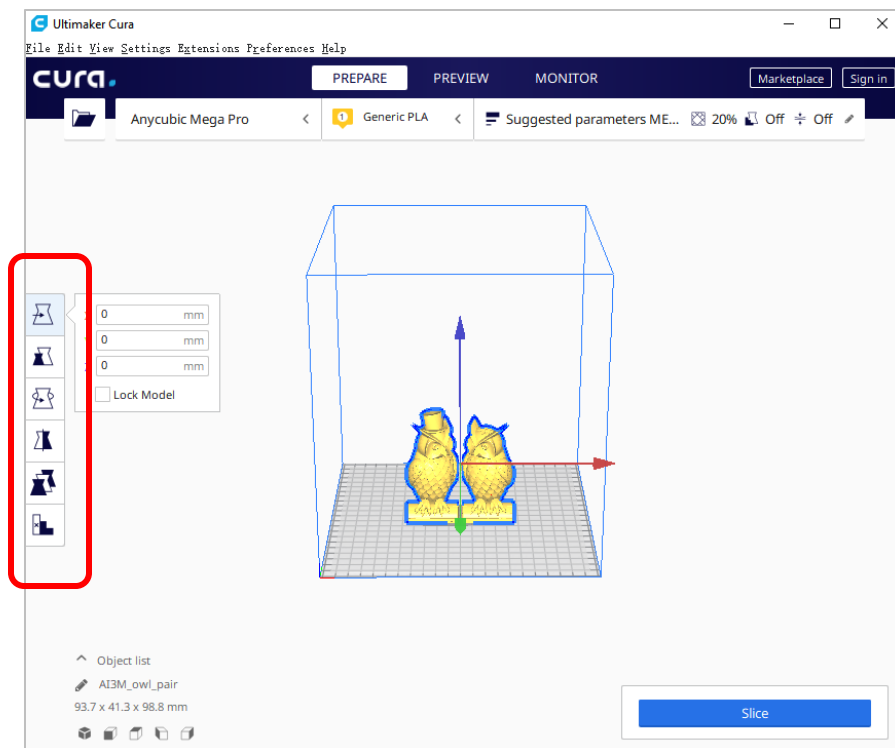 Ultimaker Cura
File Edit View Settings Extensions Preferences Help
cura. PREPARE PREVIEW MONITOR Marketplace Sign in
Anycubic Mega Pro 1 Generic PLA Suggested parameters ME... 20% Off Off
0 mm
0 mm
0 mm
Lock Model
Object list
AI3M_owl_pair
93.7 x 41.3 x 98.8 mm
Slice